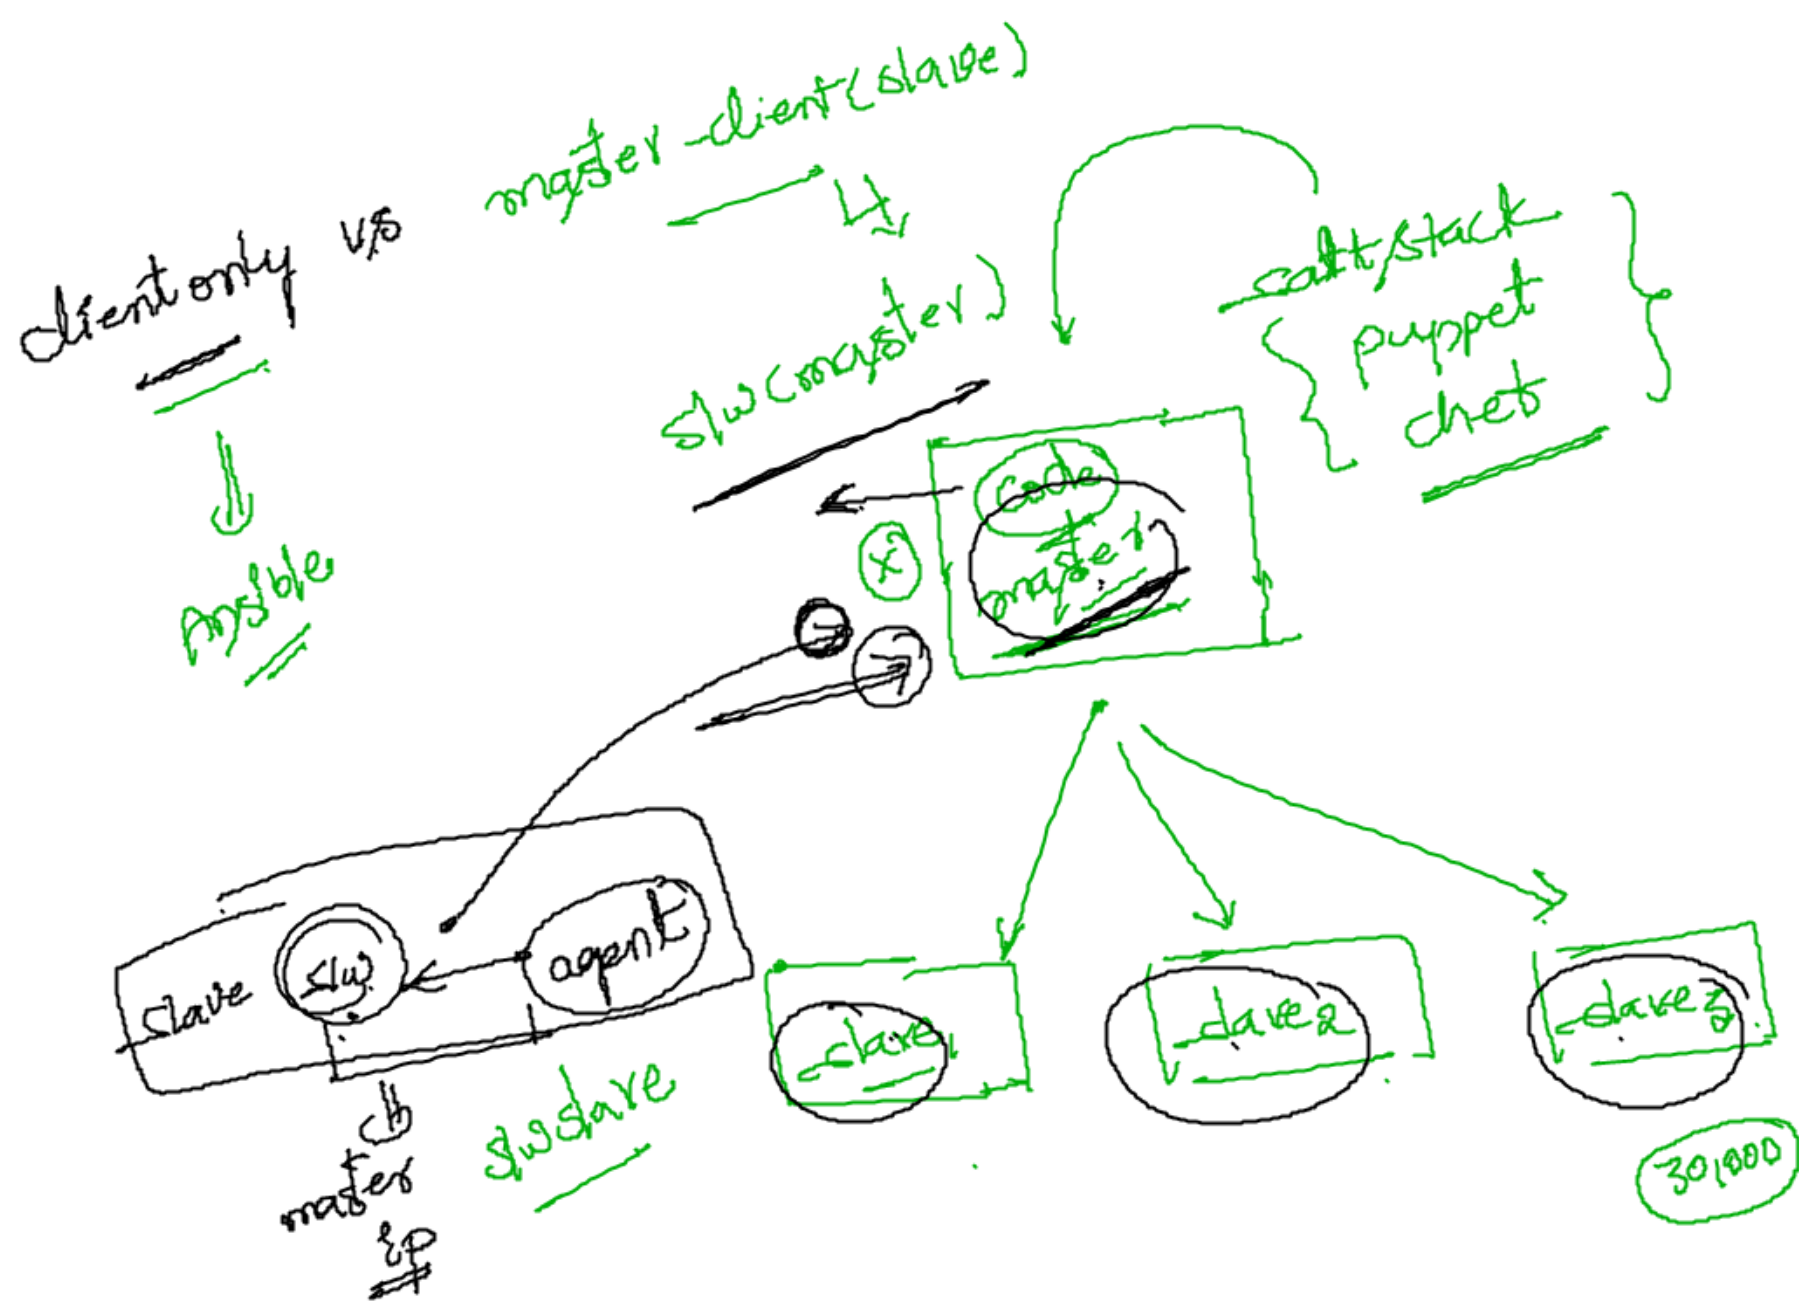 master-client(slave)
client only v/s
s/w(master)
salt/stack
puppet
chef
Ansible
code
x
master
slave
s/w
agent
slave1
slave2
slave3
s/w slave
master
ip
30,000